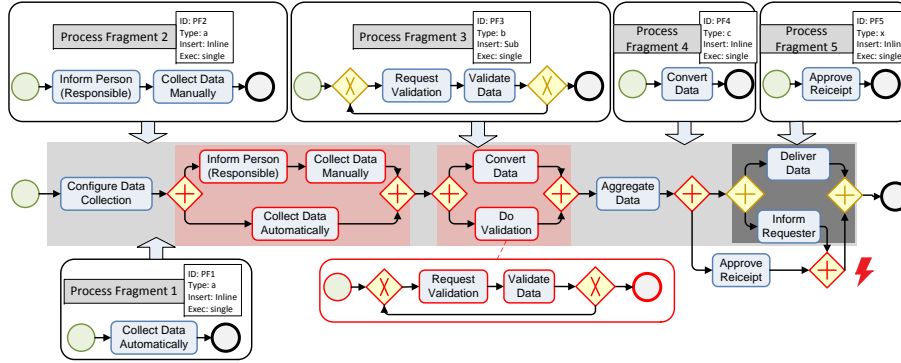 Process Fragment 2
ID: PF2
Type: a
Insert: Inline
Exec: single
Inform Person
(Responsible)
Collect Data
Manually
Process Fragment 3
ID: PF3
Type: b
Insert: Sub
Exec: single
X
Request
Validation
Validate
Data
X
Process
Fragment 4
ID: PF4
Type: c
Insert: Inline
Exec: single
Convert
Data
Process
Fragment 5
ID: PF5
Type: x
Insert: Inline
Exec: single
Approve
Reiceipt
Configure Data
Collection
Inform Person
(Responsible)
Collect Data
Manually
Collect Data
Automatically
Convert
Data
Do
Validation
Aggregate
Data
Deliver
Data
Inform
Requester
Approve
Reiceipt
Process Fragment 1
ID: PF1
Type: a
Insert: Inline
Exec: single
Collect Data
Automatically
X
Request
Validation
Validate
Data
X